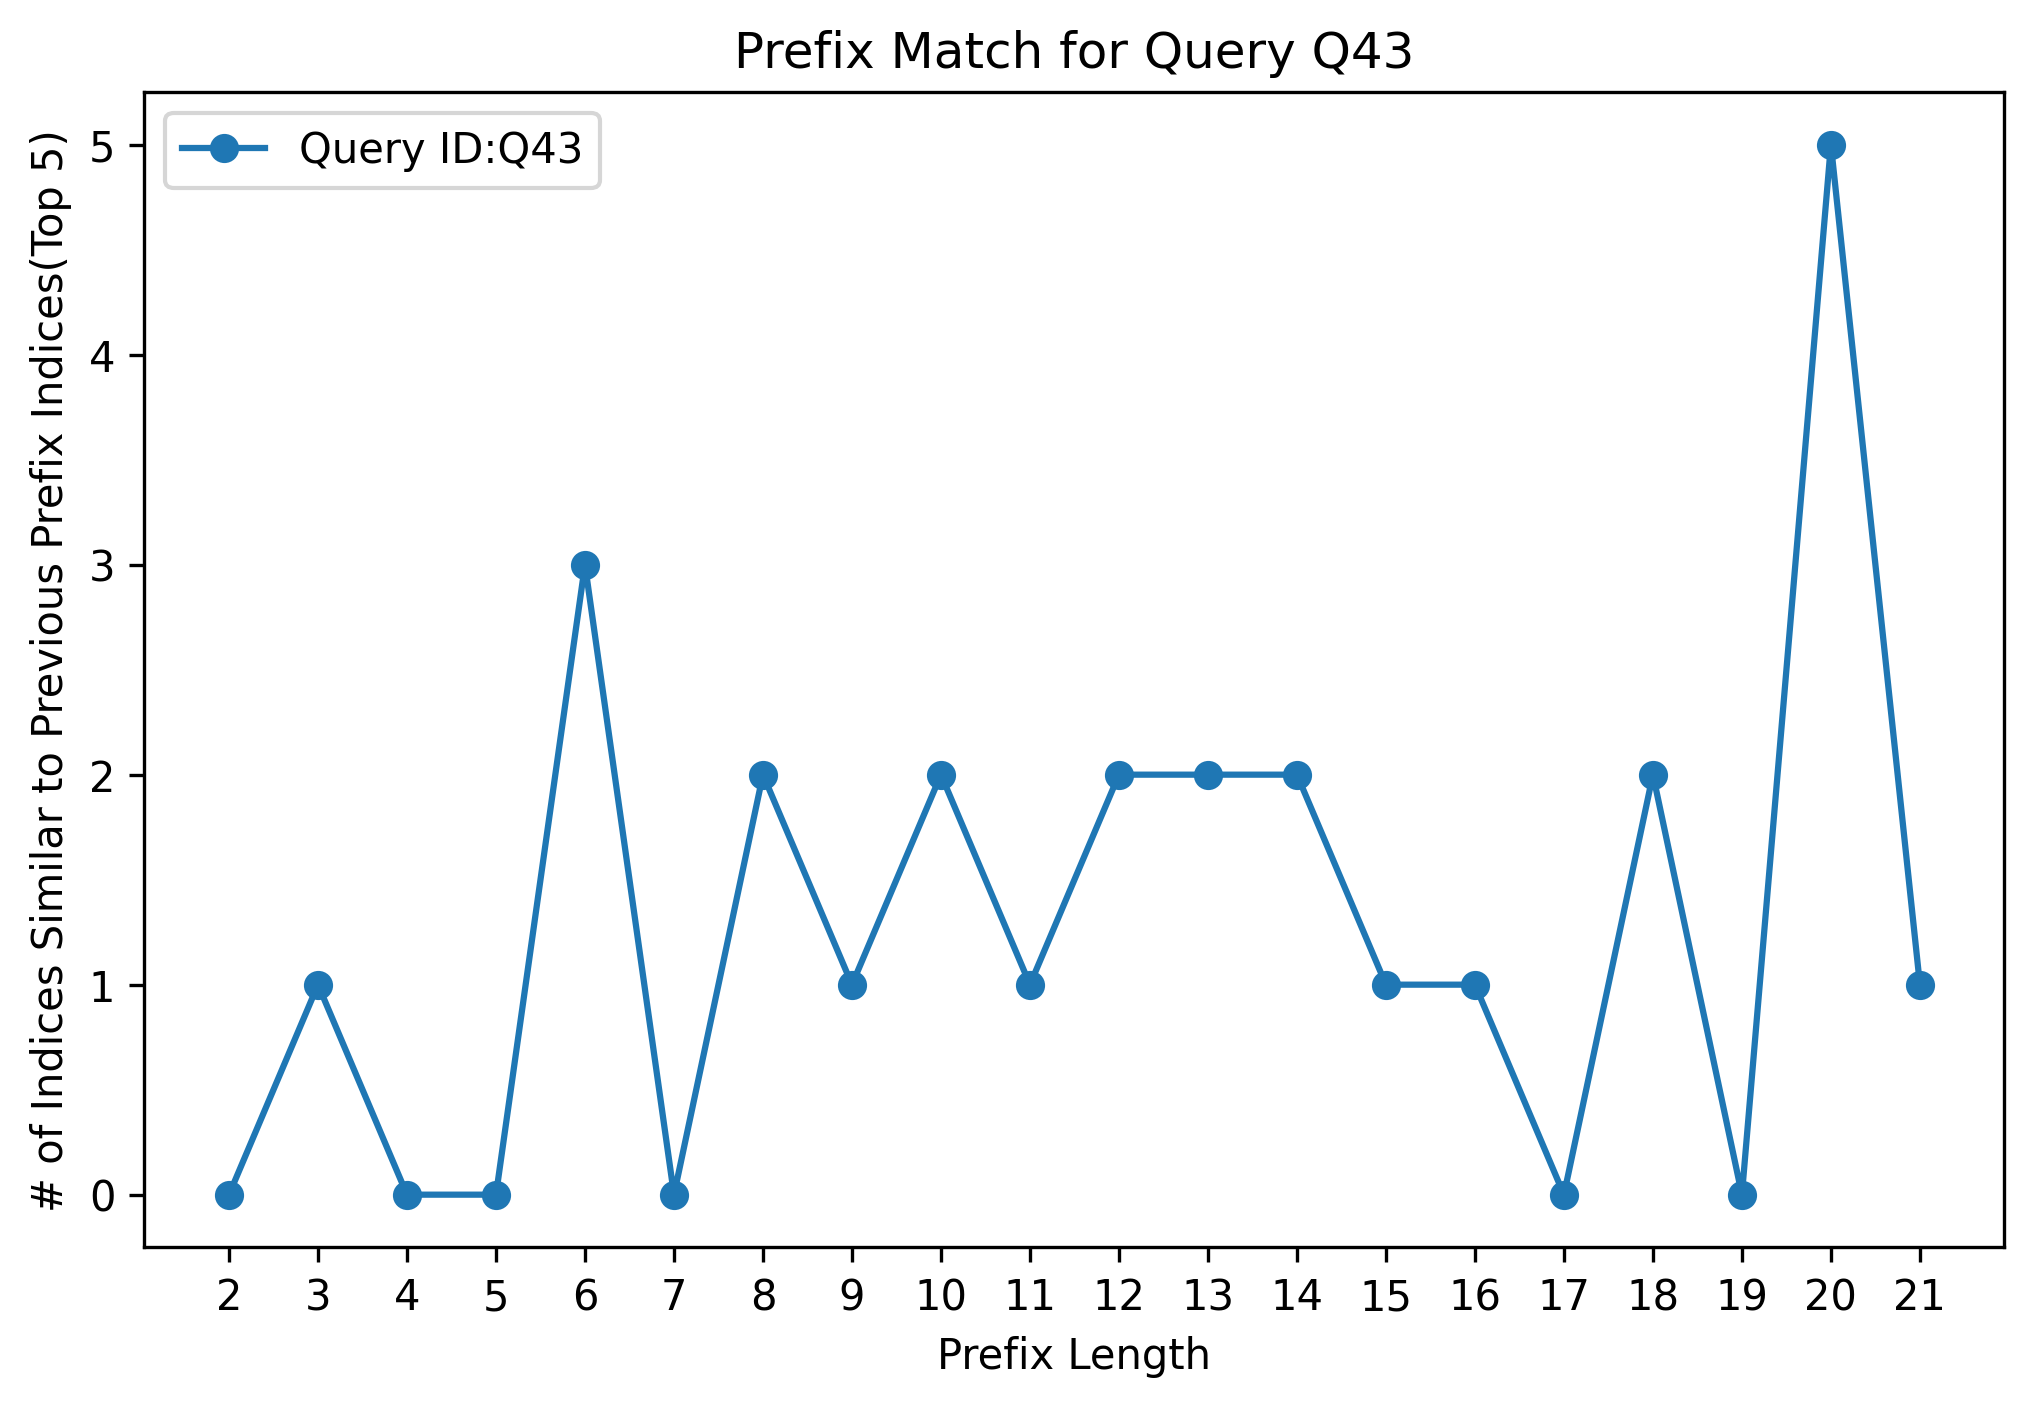 Prefix Match for Query Q43
Query ID:Q43
# of Indices Similar to Previous Prefix Indices(Top 5)
5
4
3
2
1
0
2 3 4 5 6 7 8 9 10 11 12 13 14 15 16 17 18 19 20 21
Prefix Length